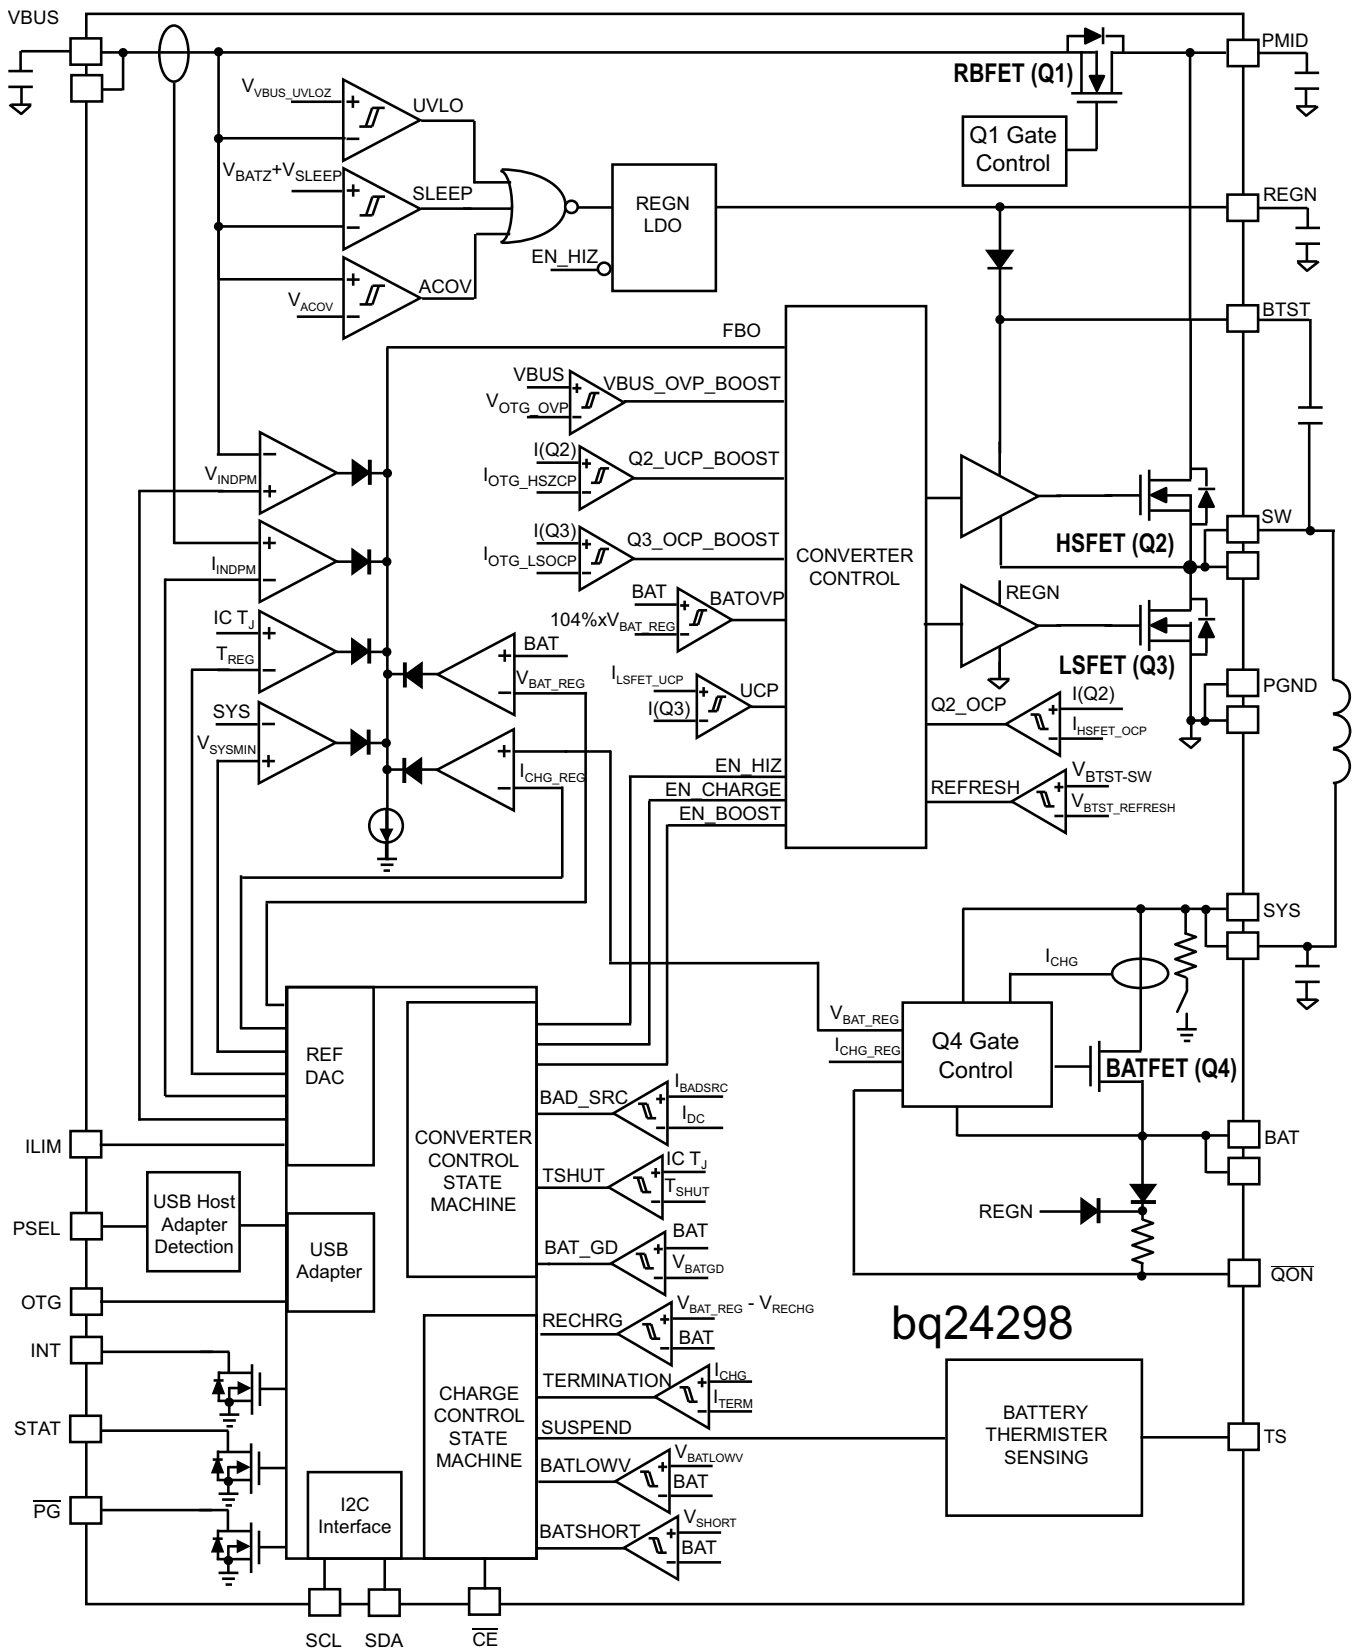 VBUS
PMID
RBFET (Q1)
V_VBUS_UVLOZ
UVLO
Q1 Gate
Control
V_BATZ+V_SLEEP
SLEEP
REGN
LDO
REGN
EN_HIZ
V_ACOV
ACOV
BTST
FBO
VBUS
V_OTG_OVP
VBUS_OVP_BOOST
I(Q2)
I_OTG_HSZCP
Q2_UCP_BOOST
V_INDPM
I(Q3)
I_OTG_LSOCP
Q3_OCP_BOOST
I_INDPM
CONVERTER
CONTROL
HSFET (Q2)
SW
BAT
104%xV_BAT_REG
BATOVP
REGN
IC T_J
T_REG
BAT
V_BAT_REG
LSFET (Q3)
I_LSFET_UCP
I(Q3)
UCP
PGND
SYS
V_SYSMIN
Q2_OCP
I(Q2)
I_HSFET_OCP
I_CHG_REG
EN_HIZ
EN_CHARGE
EN_BOOST
REFRESH
V_BTST-SW
V_BTST_REFRESH
SYS
I_CHG
V_BAT_REG
I_CHG_REG
Q4 Gate
Control
BATFET (Q4)
REF
DAC
BAD_SRC
I_BADSRC
I_DC
ILIM
CONVERTER
CONTROL
STATE
MACHINE
BAT
TSHUT
IC T_J
T_SHUT
PSEL
USB Host
Adapter
Detection
REGN
USB
Adapter
BAT_GD
BAT
V_BATGD
QON
OTG
RECHRG
V_BAT_REG - V_RECHG
BAT
bq24298
INT
TERMINATION
I_CHG
I_TERM
CHARGE
CONTROL
STATE
MACHINE
STAT
SUSPEND
BATTERY
THERMISTER
SENSING
TS
BATLOWV
V_BATLOWV
BAT
PG
I2C
Interface
BATSHORT
V_SHORT
BAT
SCL
SDA
CE